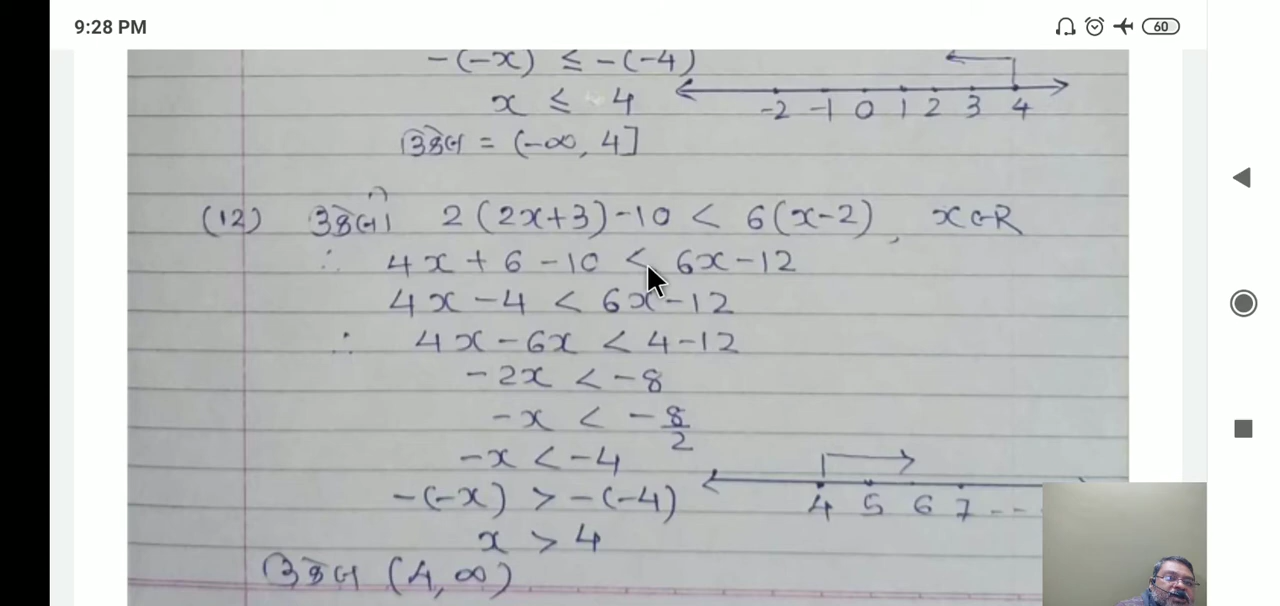 9:28 PM
60
-(-x) ≤ -(-4)
x ≤ 4
-2 -1 0 1 2 3 4
ઉકેલ = (-∞, 4]
(12) ઉકેલો 2(2x+3)-10 < 6(x-2), x∈R
∴ 4x + 6 - 10 < 6x - 12
4x - 4 < 6x - 12
∴ 4x - 6x < 4 - 12
-2x < -8
-x < -8/2
-x < -4
-(-x) > -(-4)
4 5 6 7 ...
x > 4
ઉકેલ (4, ∞)